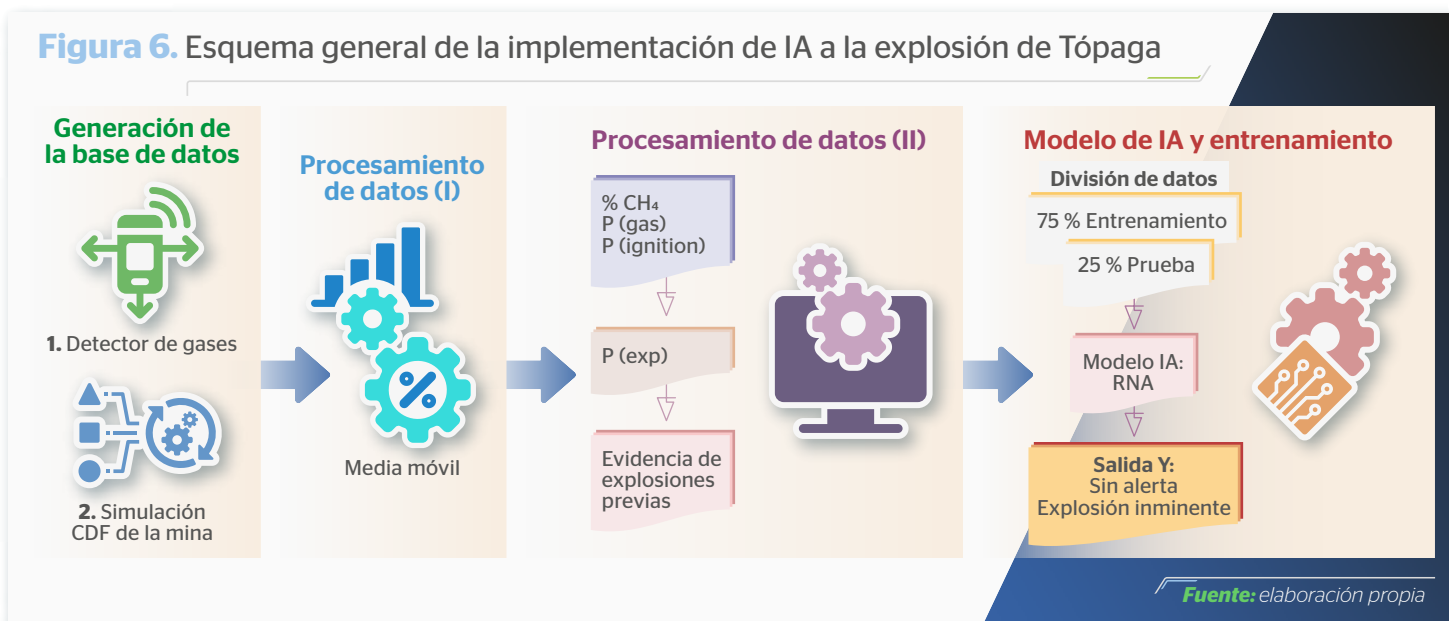 Figura 6. Esquema general de la implementación de IA a la explosión de Tópaga
Generación de
la base de datos
1. Detector de gases
2. Simulación
CDF de la mina
Procesamiento
de datos (I)
%
Media móvil
Procesamiento de datos (II)
% CH₄
P (gas)
P (ignition)
P (exp)
Evidencia de
explosiones
previas
Modelo de IA y entrenamiento
División de datos
75 % Entrenamiento
25 % Prueba
Modelo IA:
RNA
Salida Y:
Sin alerta
Explosión inminente
Fuente: elaboración propia